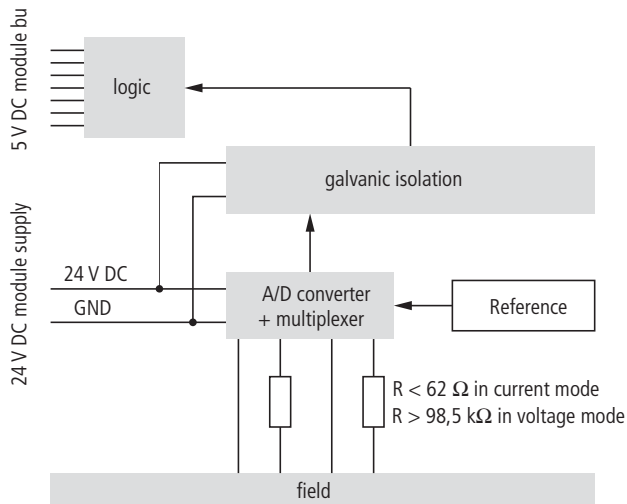 5 V DC module bu
logic
galvanic isolation
24 V DC module supply
24 V DC
GND
A/D converter
+ multiplexer
Reference
R < 62 Ω in current mode
R > 98,5 kΩ in voltage mode
field